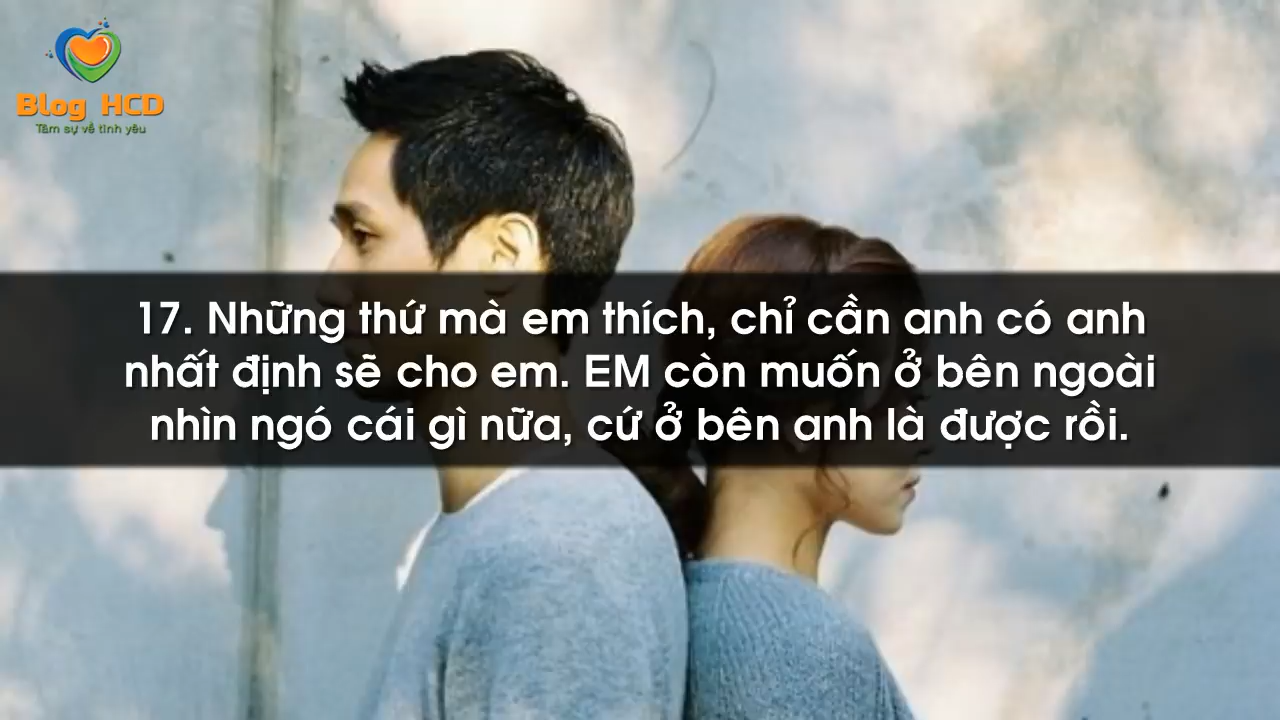 Blog HCD
Tâm sự về tình yêu
17. Những thứ mà em thích, chỉ cần anh có anh
nhất định sẽ cho em. EM còn muốn ở bên ngoài
nhìn ngó cái gì nữa, cứ ở bên anh là được rồi.